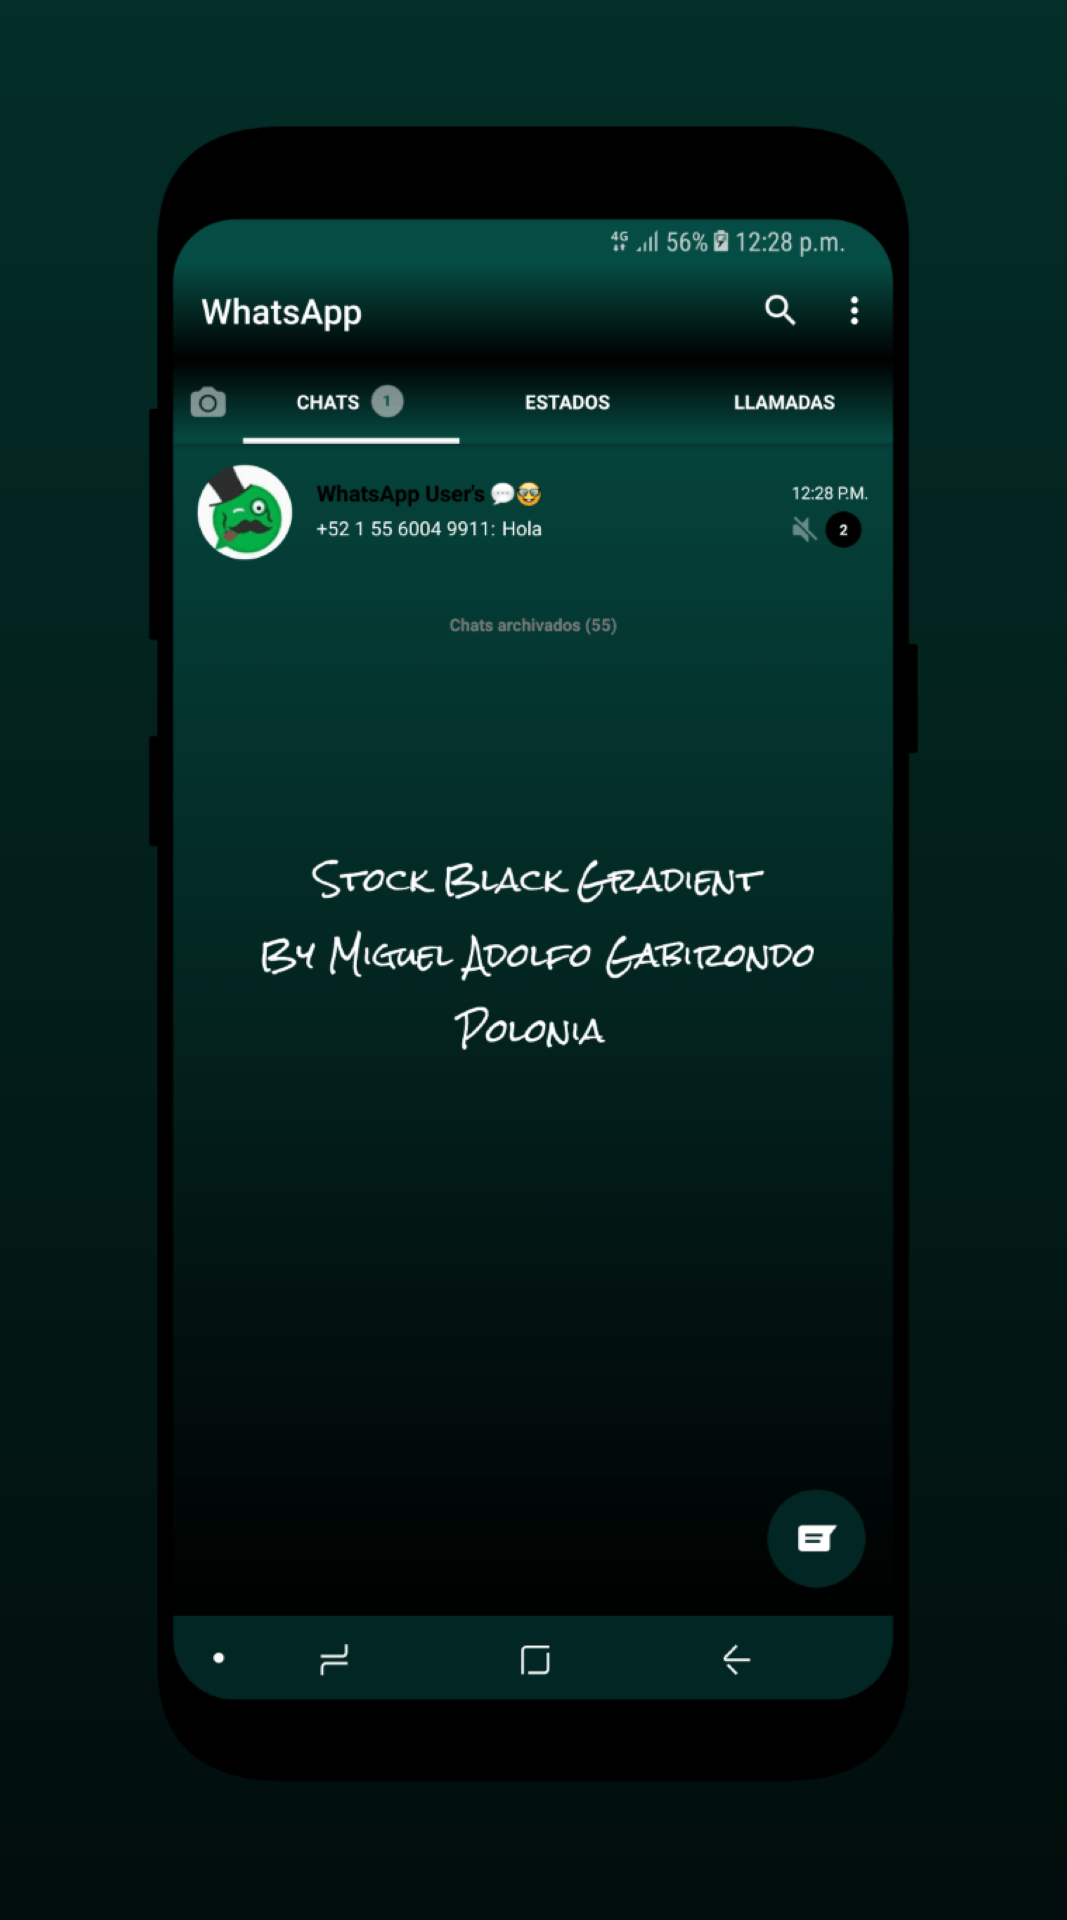 4G 56% 12:28 p.m.
WhatsApp
CHATS 1 ESTADOS LLAMADAS
WhatsApp User's 💬🤓 12:28 P.M.
+52 1 55 6004 9911: Hola 2
Chats archivados (55)
Stock Black Gradient
By Miguel Adolfo Gabirondo
Polonia